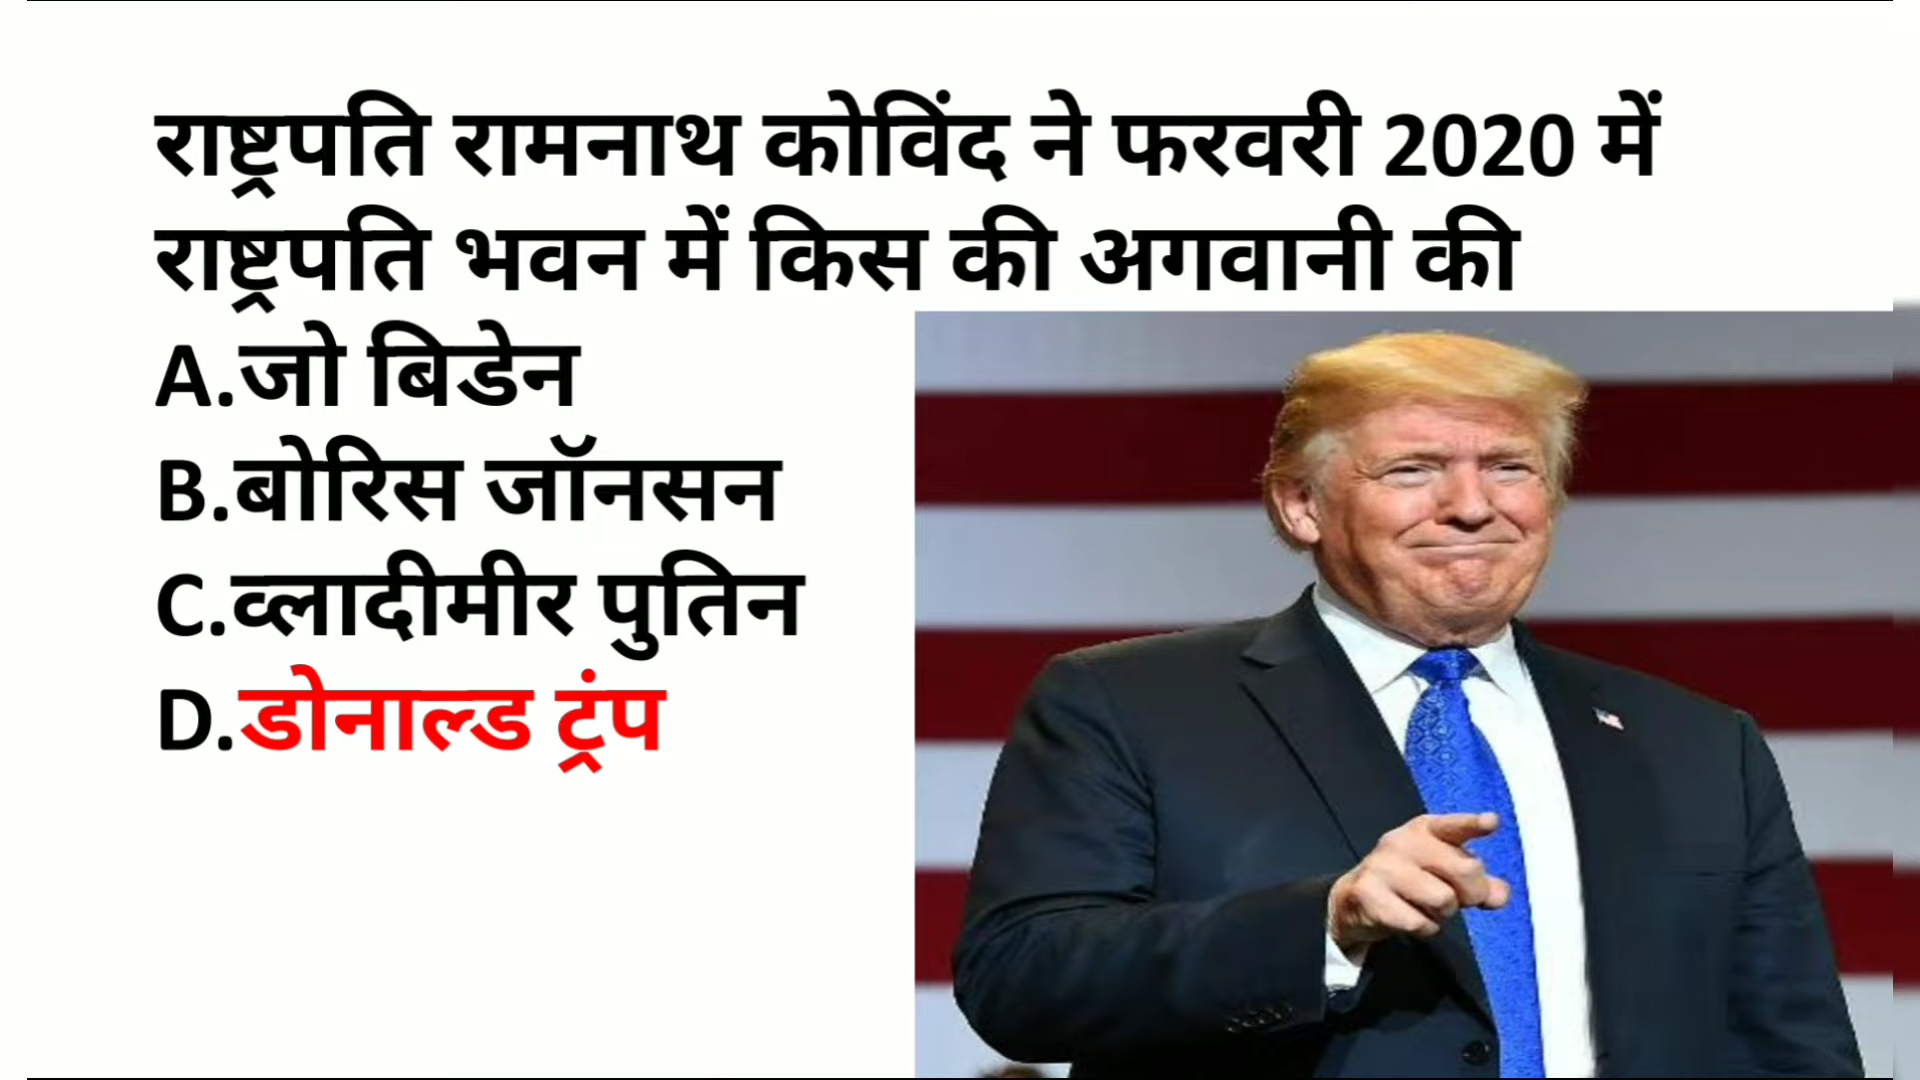 राष्ट्रपति रामनाथ कोविंद ने फरवरी 2020 में
राष्ट्रपति भवन में किस की अगवानी की
A.जो बिडेन
B.बोरिस जॉनसन
C.व्लादीमीर पुतिन
D.डोनाल्ड ट्रंप